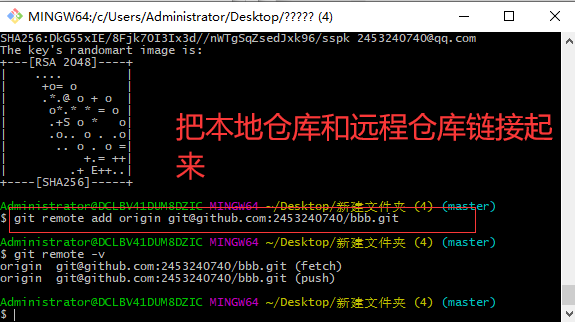 MINGW64:/c/Users/Administrator/Desktop/????? (4)
SHA256:DkG55xIE/8Fjk7OI3Ix3d//nWTgSqZsedJxk96/sspk 2453240740@qq.com
The key's randomart image is:
+---[RSA 2048]----+
|    ....         |
|     +o= o       |
|    .*.@ o + o   |
|     o*.* * = o  |
|     .+S o *   o |
|     .o.. o . .o|
|      .. o . o =|
|          +.= ++|
|        .+ E++..|
+----[SHA256]-----+
把本地仓库和远程仓库链接起
来
Administrator@DCLBV41DUM8DZIC MINGW64 ~/Desktop/新建文件夹 (4) (master)
$ git remote add origin git@github.com:2453240740/bbb.git
Administrator@DCLBV41DUM8DZIC MINGW64 ~/Desktop/新建文件夹 (4) (master)
$ git remote -v
origin  git@github.com:2453240740/bbb.git (fetch)
origin  git@github.com:2453240740/bbb.git (push)
Administrator@DCLBV41DUM8DZIC MINGW64 ~/Desktop/新建文件夹 (4) (master)
$